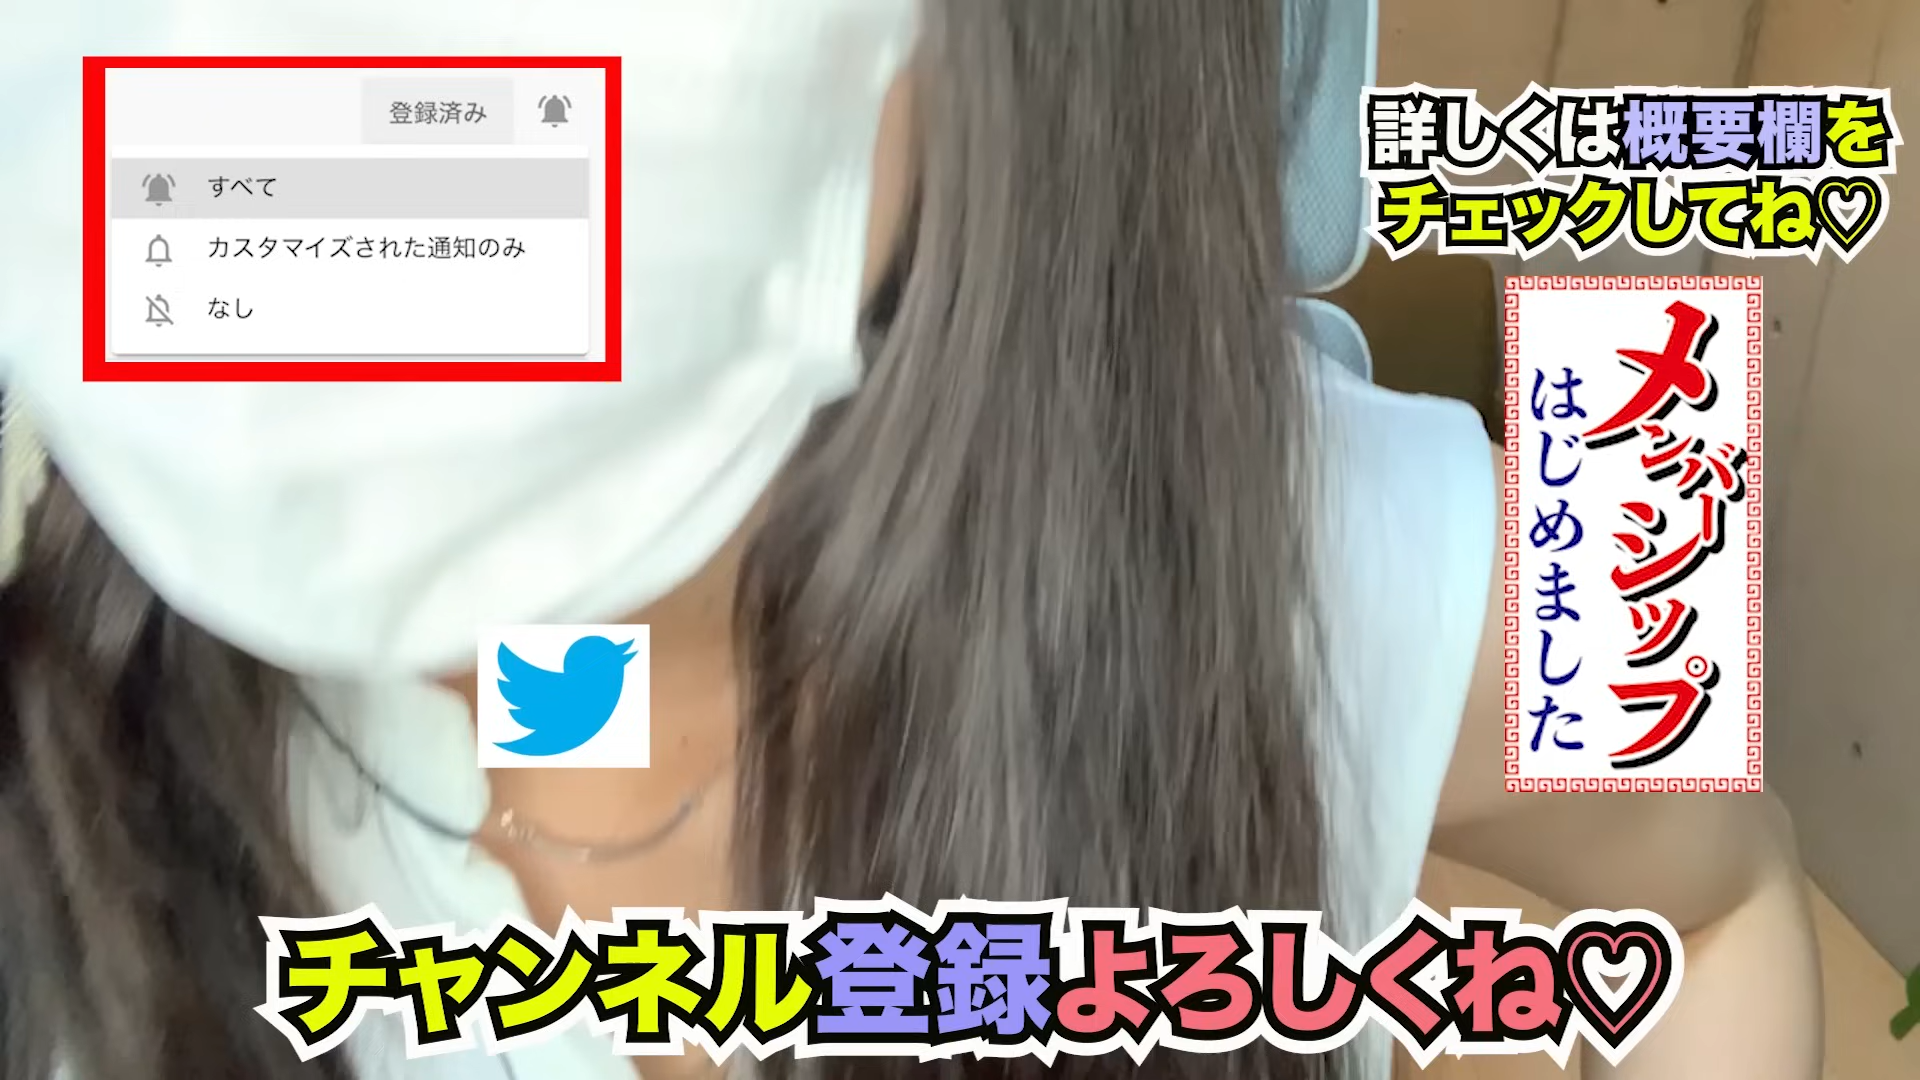 登録済み
すべて
カスタマイズされた通知のみ
なし
詳しくは概要欄を
チェックしてね♡
メンバーシップ
はじめました
チャンネル登録よろしくね♡